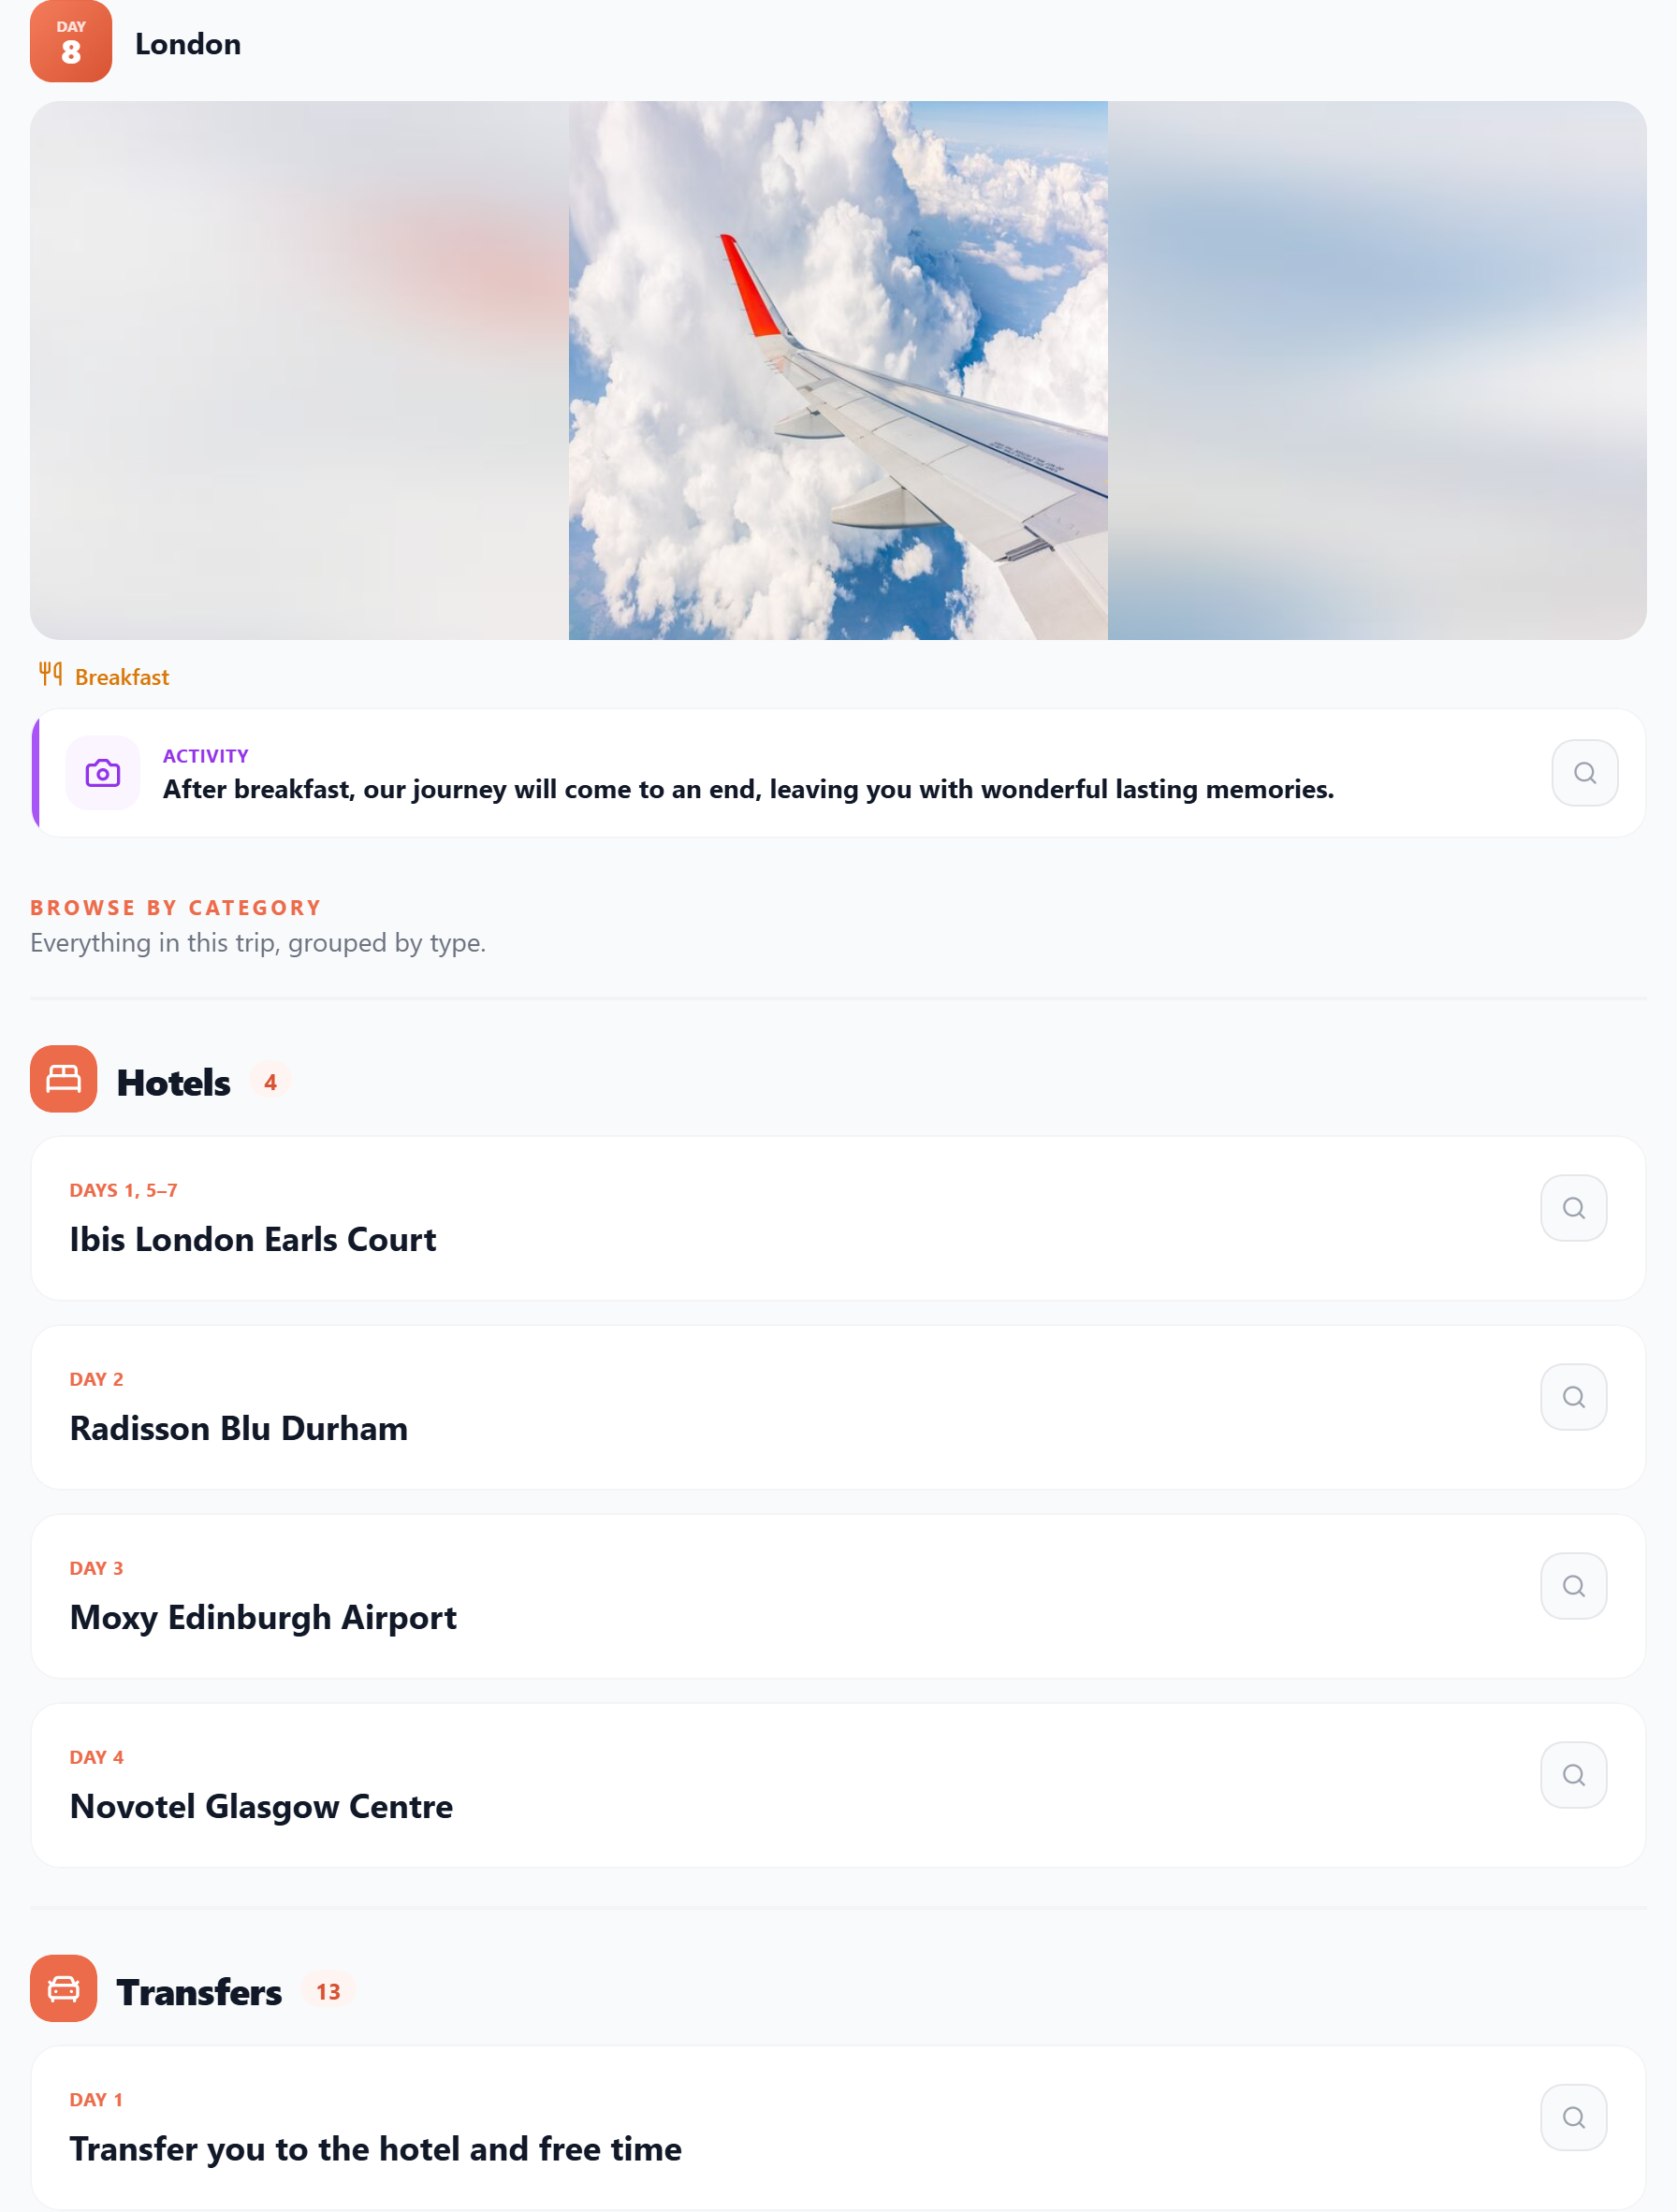 DAY
8
London
Breakfast
ACTIVITY
After breakfast, our journey will come to an end, leaving you with wonderful lasting memories.
BROWSE BY CATEGORY
Everything in this trip, grouped by type.
Hotels 4
DAYS 1, 5–7
Ibis London Earls Court
DAY 2
Radisson Blu Durham
DAY 3
Moxy Edinburgh Airport
DAY 4
Novotel Glasgow Centre
Transfers 13
DAY 1
Transfer you to the hotel and free time